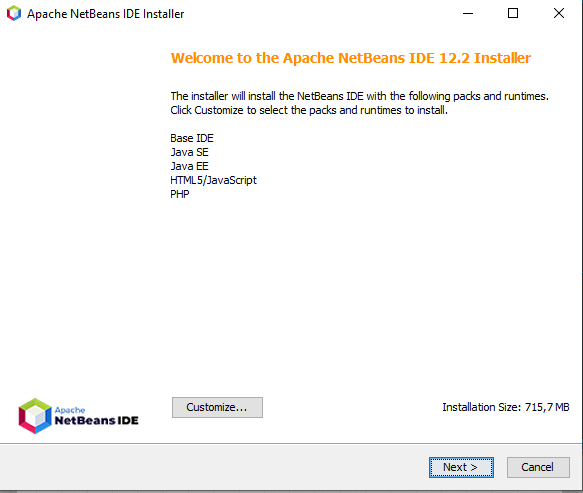 Apache NetBeans IDE Installer
Welcome to the Apache NetBeans IDE 12.2 Installer
The installer will install the NetBeans IDE with the following packs and runtimes.
Click Customize to select the packs and runtimes to install.
Base IDE
Java SE
Java EE
HTML5/JavaScript
PHP
Apache
NetBeans IDE
Customize...
Installation Size: 715,7 MB
Next >
Cancel